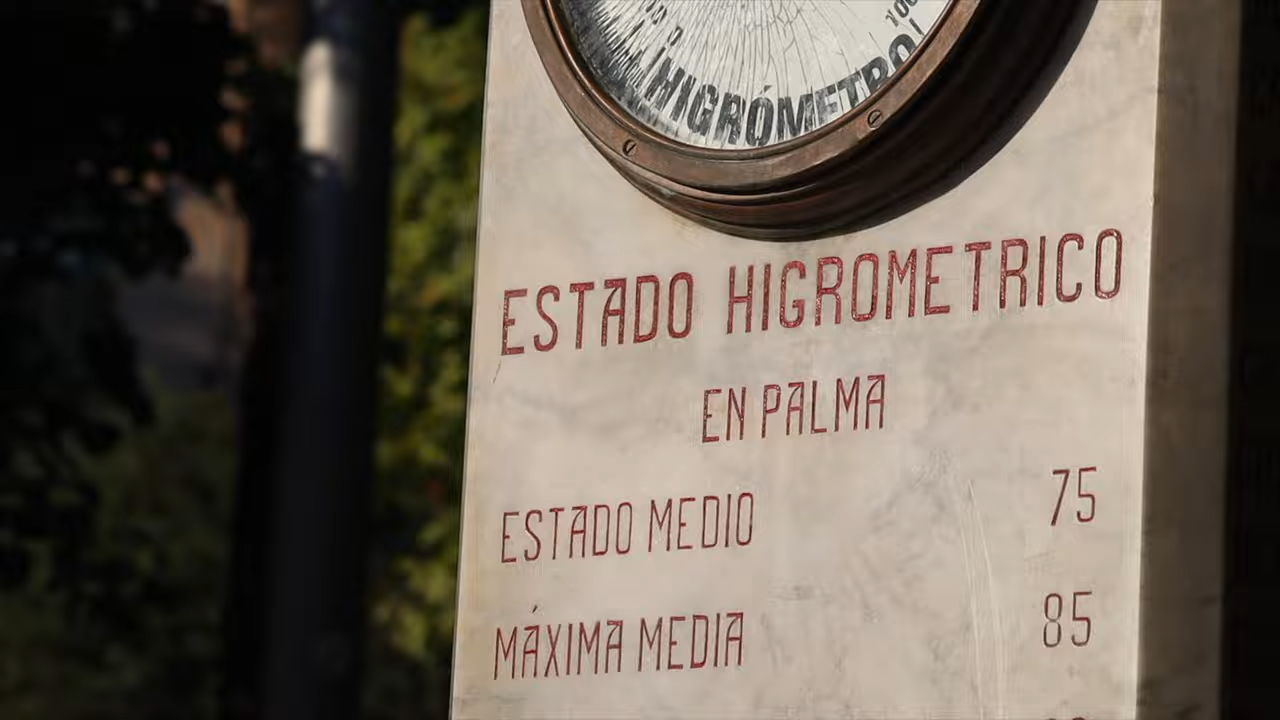 HIGRÓMETRO
ESTADO HIGROMETRICO
EN PALMA
ESTADO MEDIO 75
MÁXIMA MEDIA 85